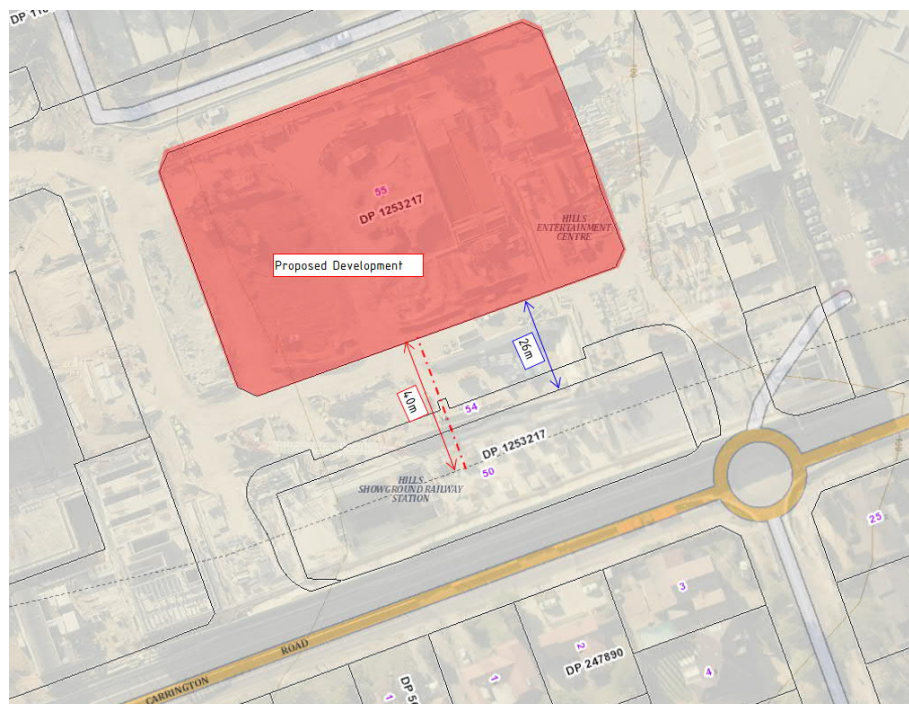 55
DP 1253217
HILLS
ENTERTAINMENT
CENTRE
Proposed Development
26m
40m
54
DP 1253217
50
HILLS
SHOWGROUND RAILWAY
STATION
25
3
2
DP 247890
1
4
1
CARRINGTON ROAD